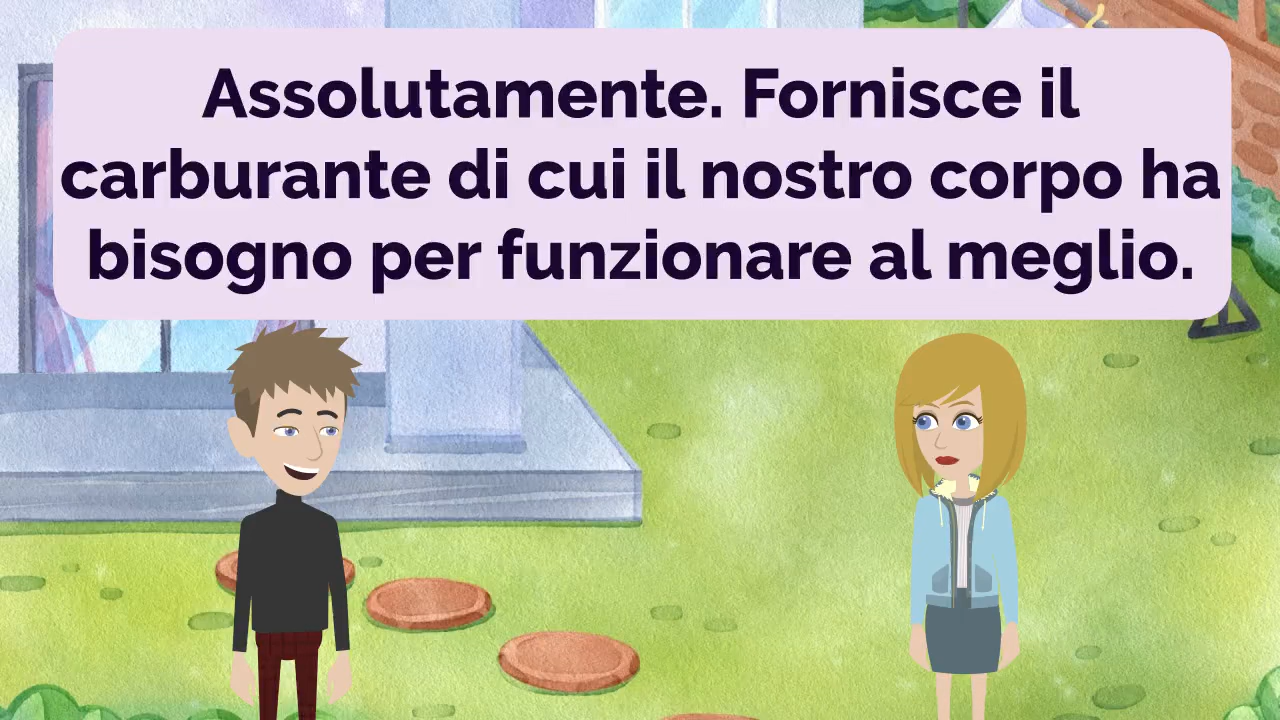 Assolutamente. Fornisce il
carburante di cui il nostro corpo ha
bisogno per funzionare al meglio.